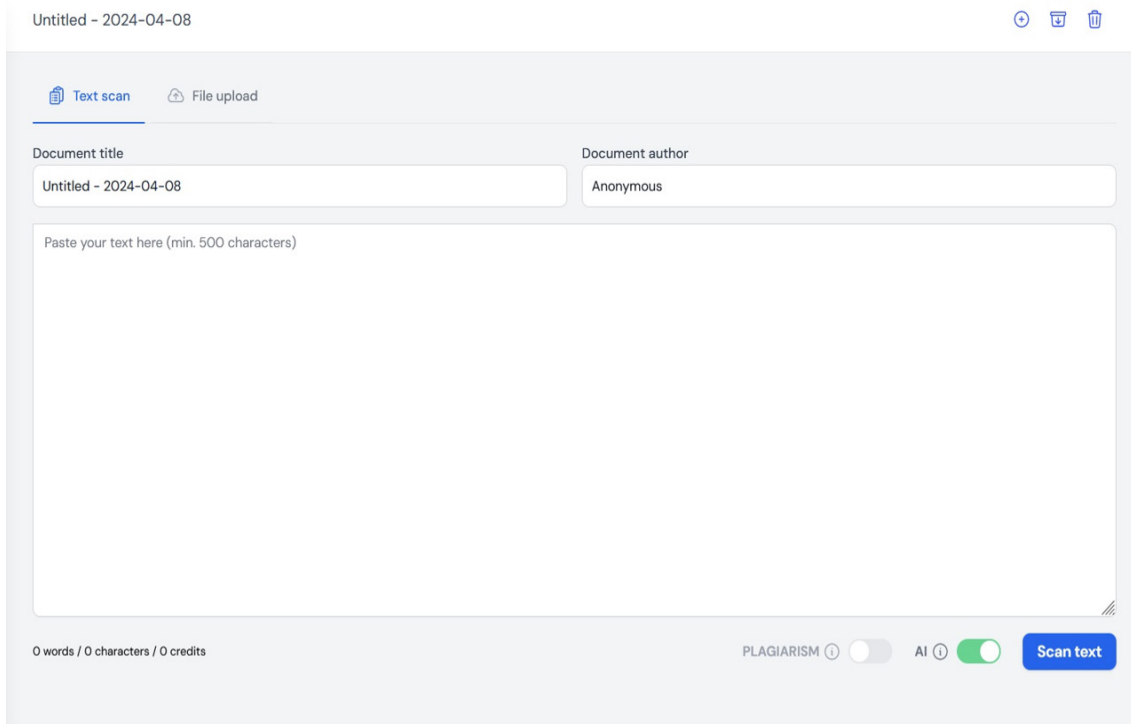 Untitled - 2024-04-08
Text scan File upload
Document title Document author
Untitled - 2024-04-08 Anonymous
Paste your text here (min. 500 characters)
0 words / 0 characters / 0 credits PLAGIARISM AI Scan text